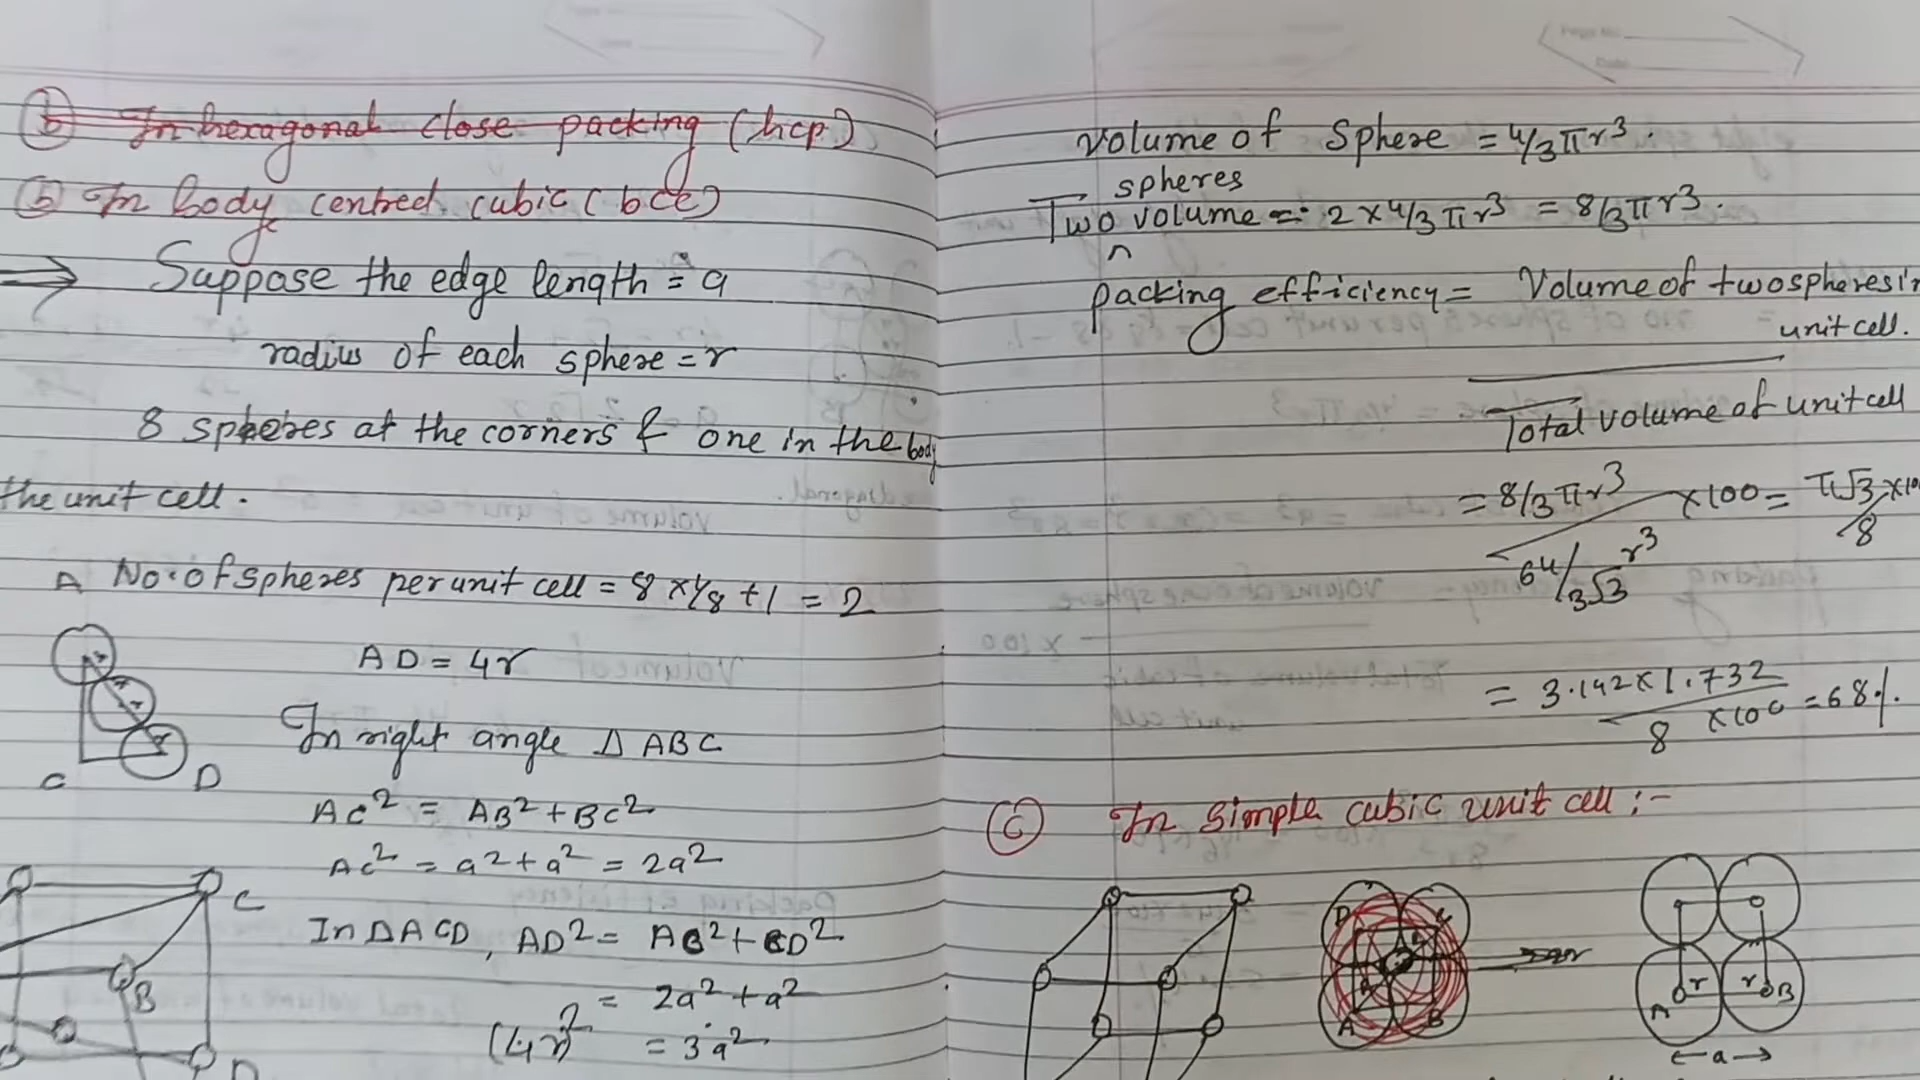 b In hexagonal close packing (hcp)
b In body centred cubic (bcc)
Suppose the edge length = a
radius of each sphere = r
8 spheres at the corners & one in the body
the unit cell.
No. of spheres per unit cell = 8 x 1/8 + 1 = 2
A
AD = 4r
In right angle Δ ABC
C D
AC² = AB² + BC²
AC² = a² + a² = 2a²
C
In Δ ACD, AD² = AC² + CD²
B
= 2a² + a²
(4r)² = 3a²
D
Volume of Sphere = 4/3 πr³.
spheres
Two volume = 2 x 4/3 πr³ = 8/3 πr³.
Packing efficiency = Volume of two spheres in
unit cell.
Total volume of unit cell
= 8/3 πr³ x 100 = π√3 x 10
64/3√3 r³ 8
= 3.142 x 1.732
8 x 100 = 68%.
C In Simple cubic unit cell :-
D
A B
A r r B
← a →